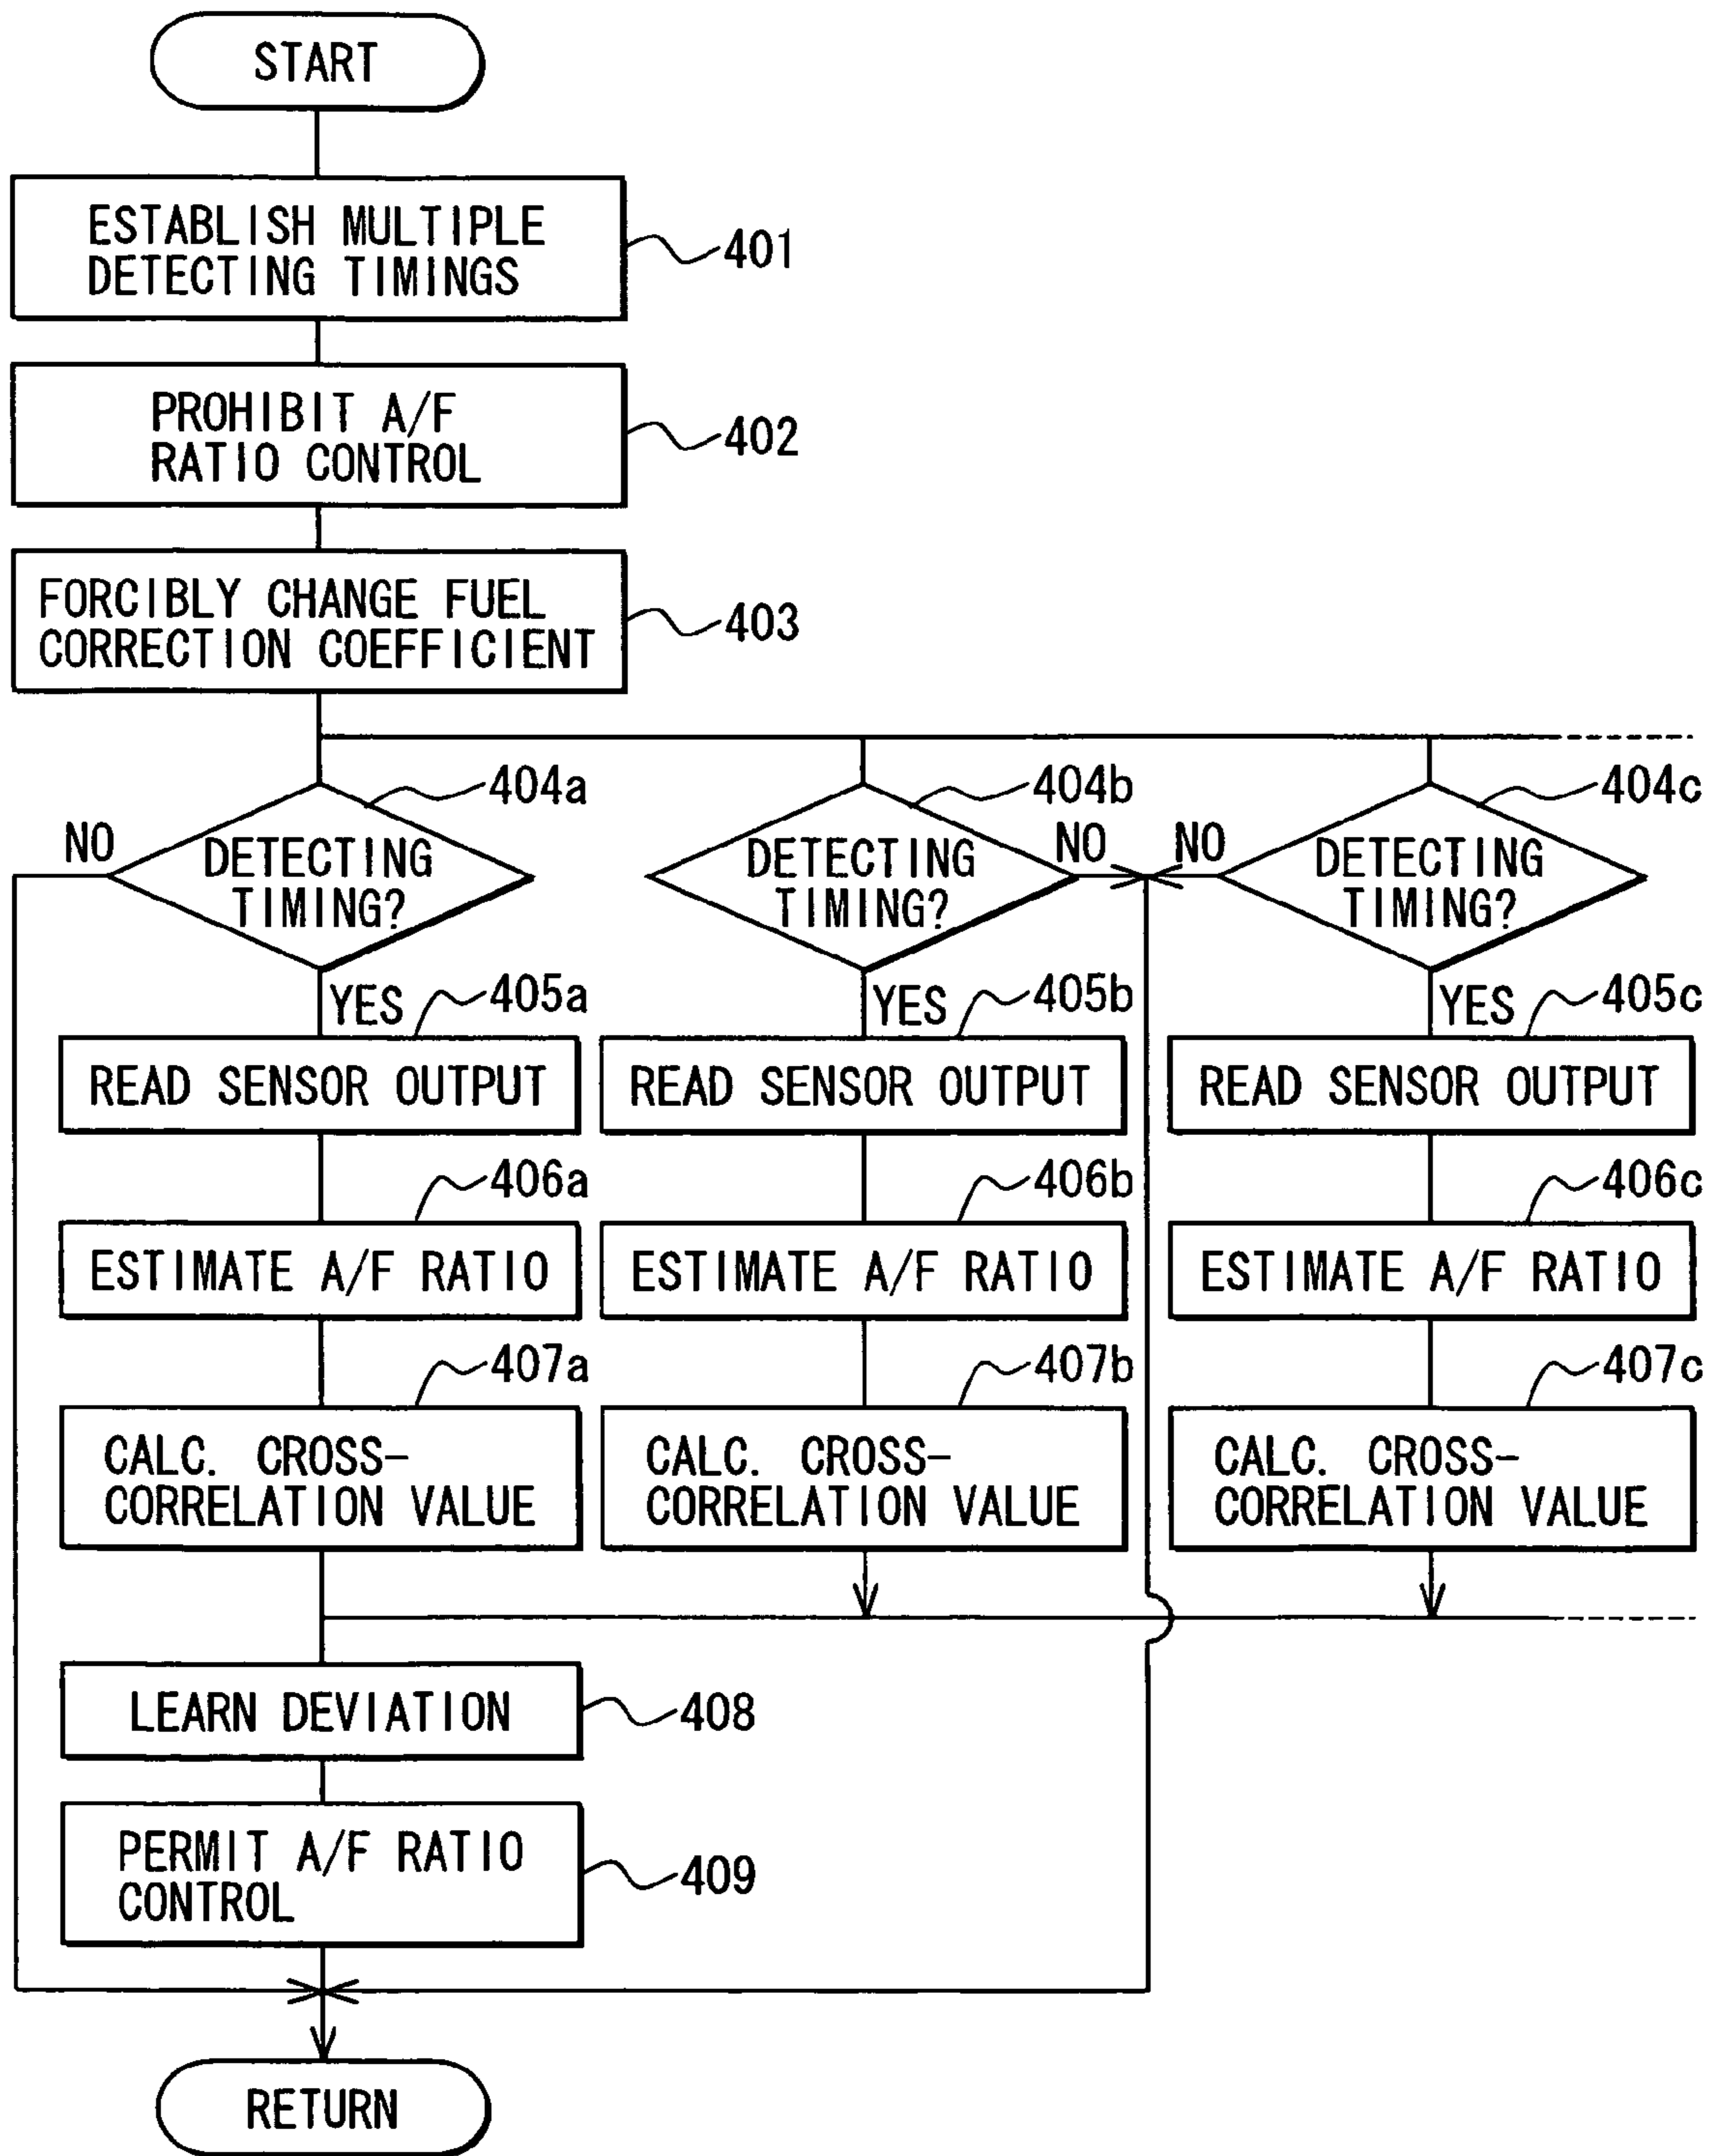 START
ESTABLISH MULTIPLE
DETECTING TIMINGS
401
PROHIBIT A/F
RATIO CONTROL
402
FORCIBLY CHANGE FUEL
CORRECTION COEFFICIENT
403
404a
NO
DETECTING
TIMING?
YES
404b
DETECTING
TIMING?
NO
YES
404c
NO
DETECTING
TIMING?
YES
405a
READ SENSOR OUTPUT
405b
READ SENSOR OUTPUT
405c
READ SENSOR OUTPUT
406a
ESTIMATE A/F RATIO
406b
ESTIMATE A/F RATIO
406c
ESTIMATE A/F RATIO
407a
CALC. CROSS-
CORRELATION VALUE
407b
CALC. CROSS-
CORRELATION VALUE
407c
CALC. CROSS-
CORRELATION VALUE
LEARN DEVIATION
408
PERMIT A/F RATIO
CONTROL
409
RETURN